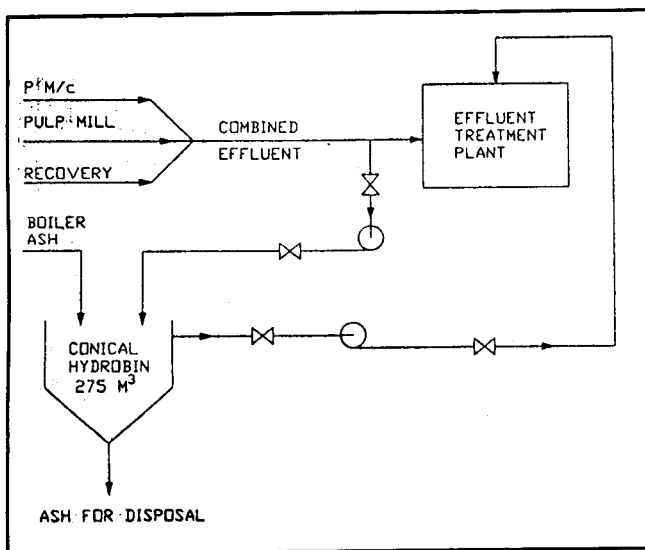 P M/c
PULP MILL
RECOVERY
COMBINED
EFFLUENT
EFFLUENT
TREATMENT
PLANT
BOILER
ASH
CONICAL
HYDROBIN
275 M³
ASH FOR DISPOSAL